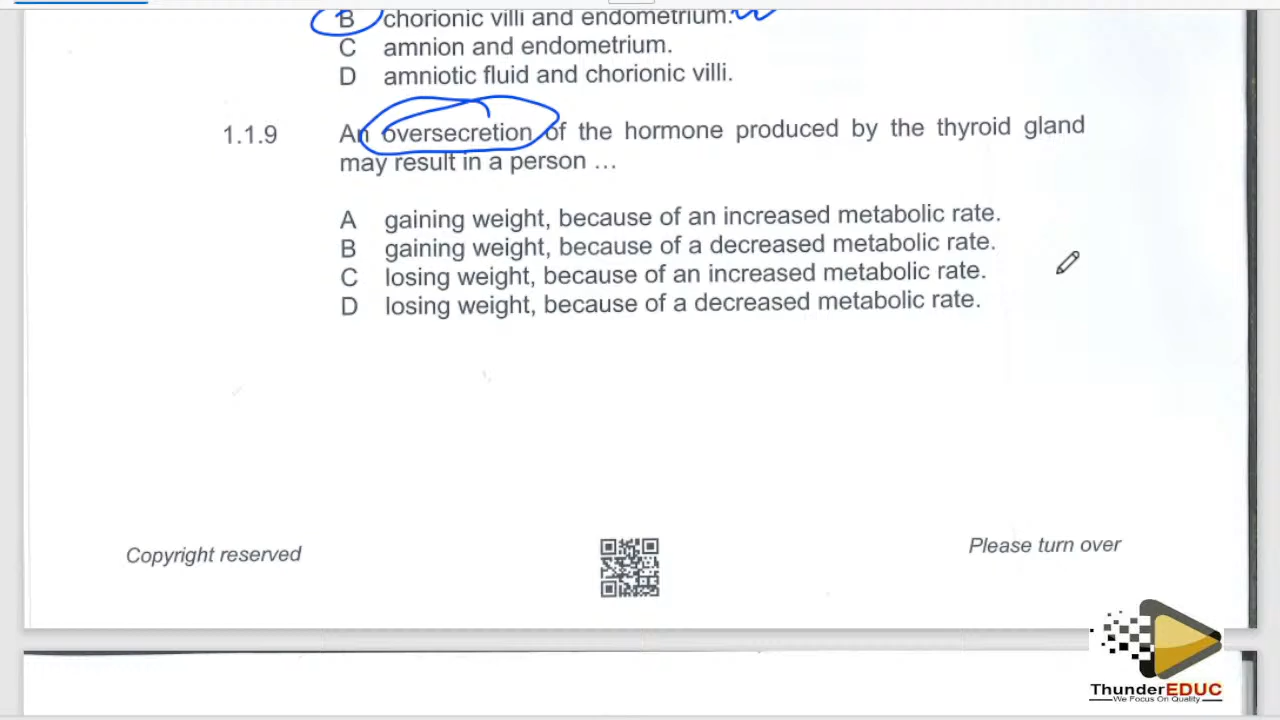 B chorionic villi and endometrium.
C amnion and endometrium.
D amniotic fluid and chorionic villi.
1.1.9 An oversecretion of the hormone produced by the thyroid gland
may result in a person ...
A gaining weight, because of an increased metabolic rate.
B gaining weight, because of a decreased metabolic rate.
C losing weight, because of an increased metabolic rate.
D losing weight, because of a decreased metabolic rate.
Copyright reserved
Please turn over
ThunderEDUC
We Focus On Quality